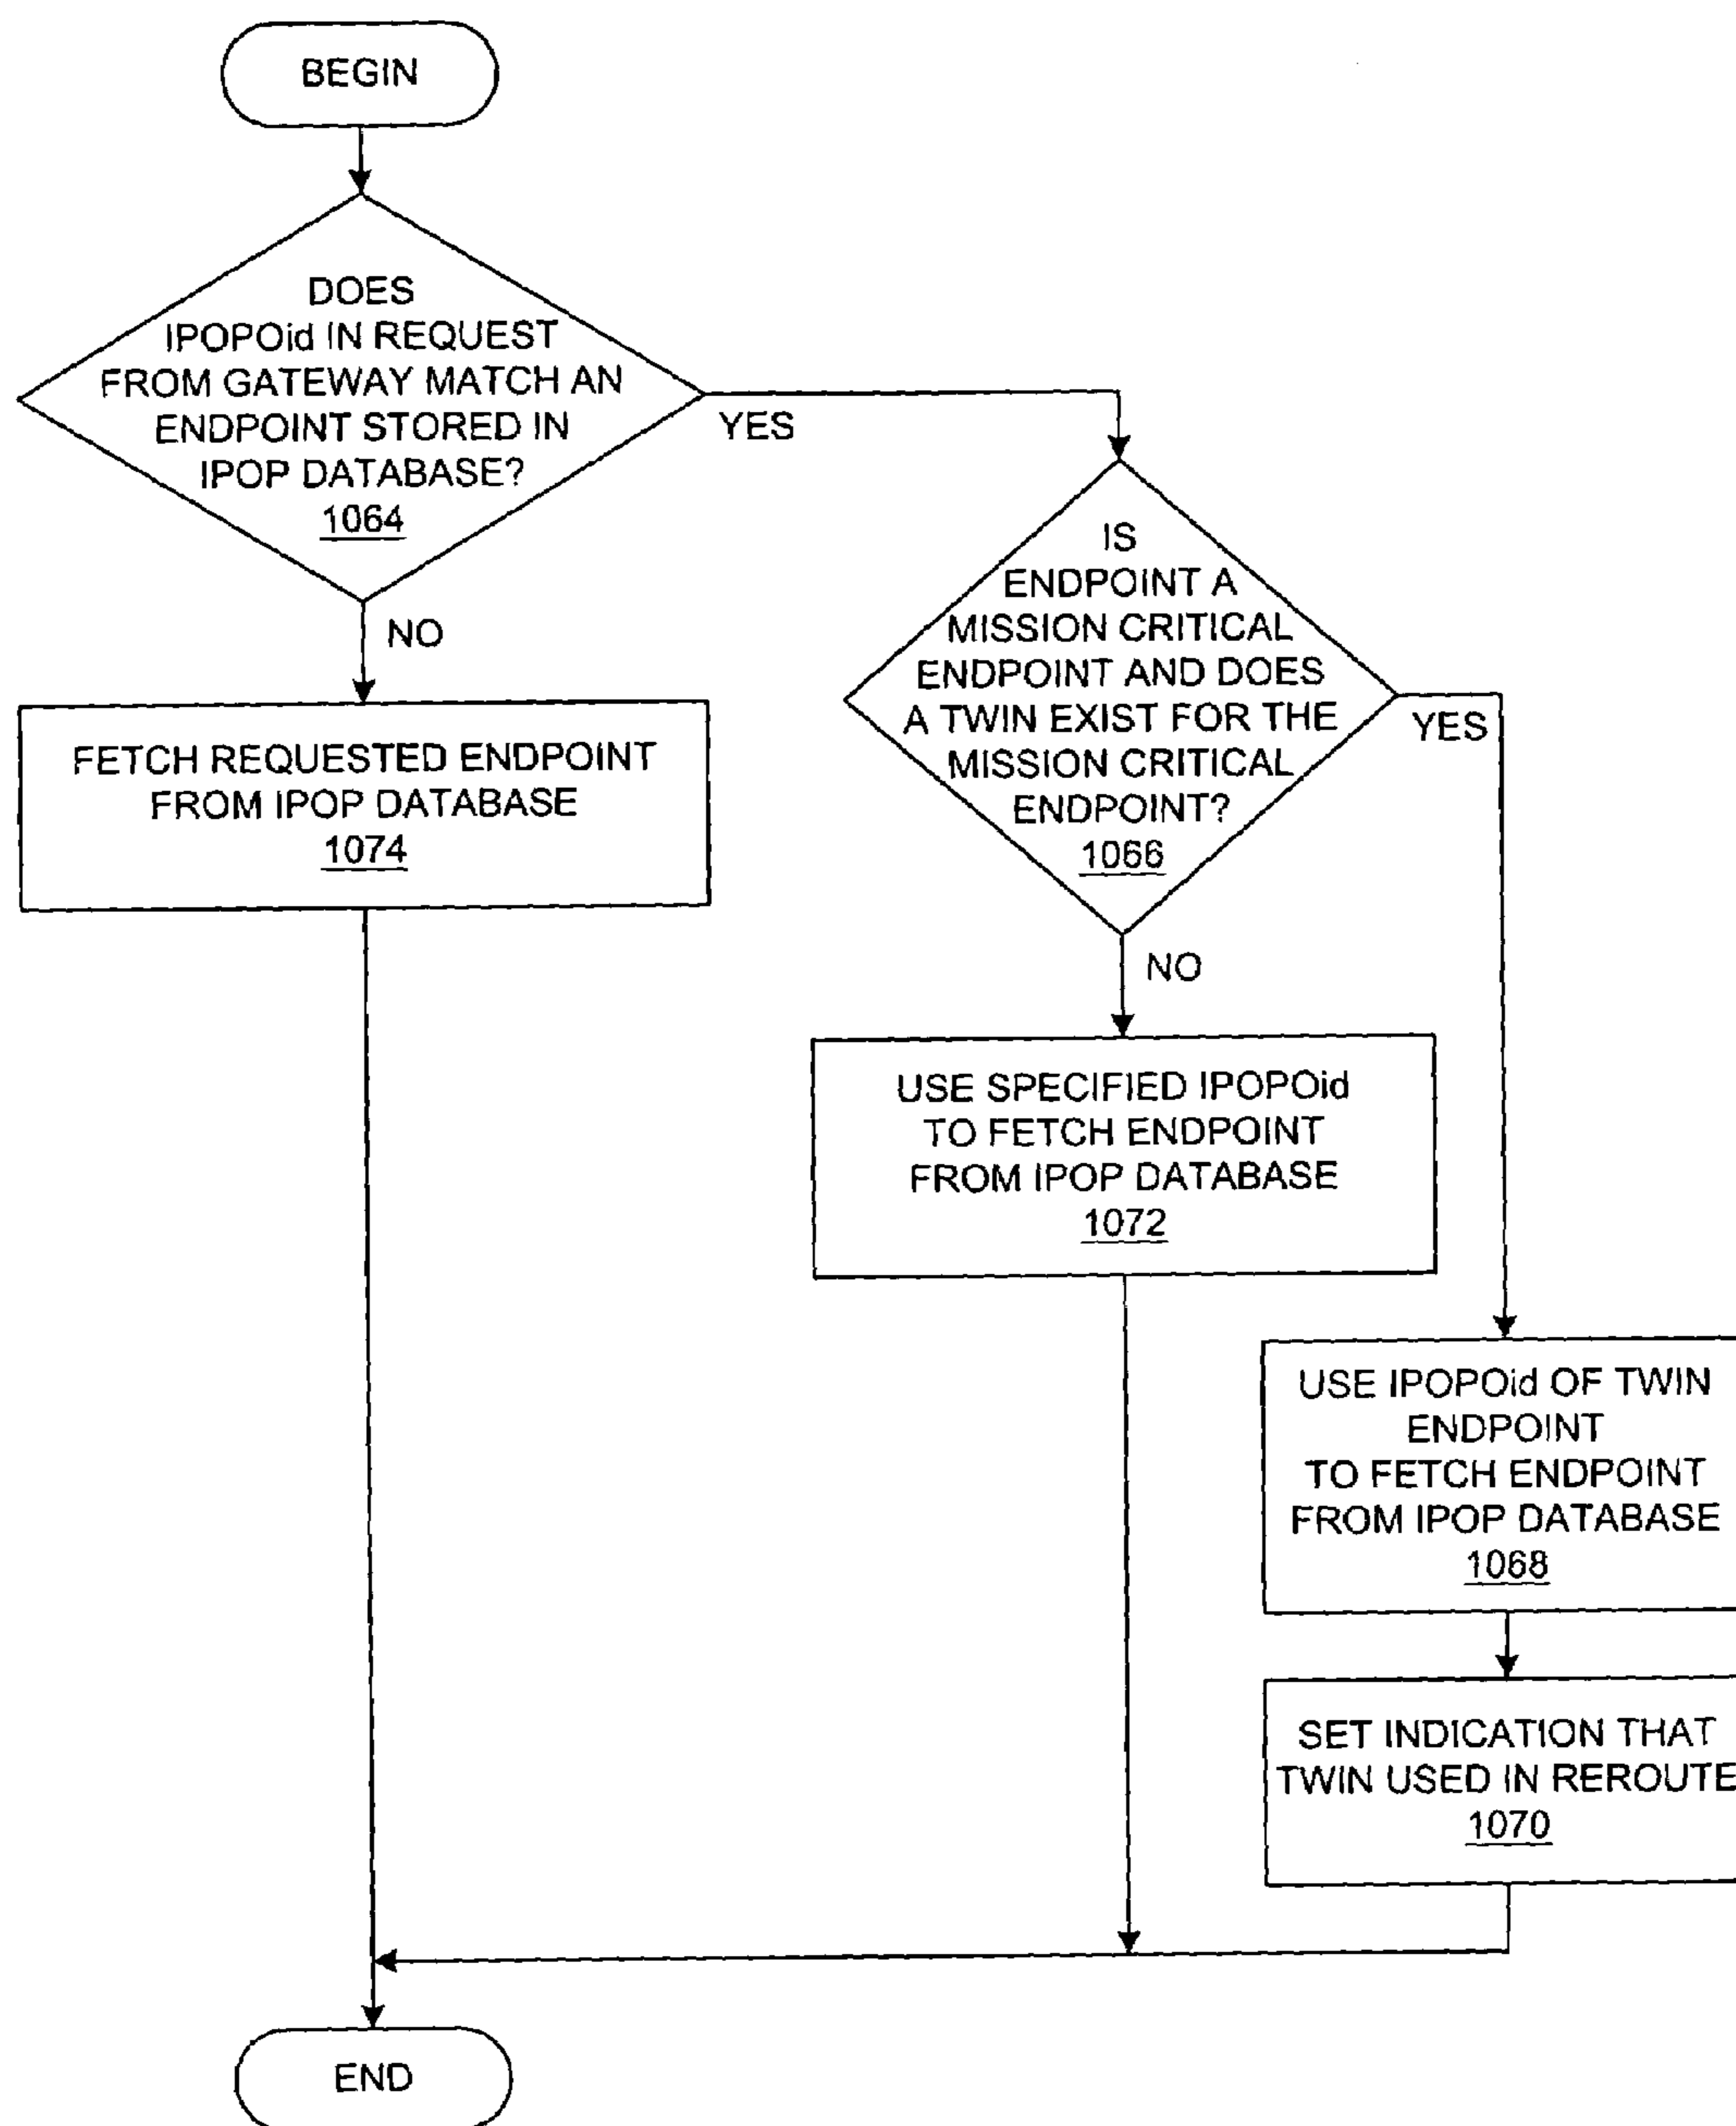 BEGIN
DOES
IPOPOid IN REQUEST
FROM GATEWAY MATCH AN
ENDPOINT STORED IN
IPOP DATABASE?
1064
YES
NO
FETCH REQUESTED ENDPOINT
FROM IPOP DATABASE
1074
IS
ENDPOINT A
MISSION CRITICAL
ENDPOINT AND DOES
A TWIN EXIST FOR THE
MISSION CRITICAL
ENDPOINT?
1066
YES
NO
USE SPECIFIED IPOPOid
TO FETCH ENDPOINT
FROM IPOP DATABASE
1072
USE IPOPOid OF TWIN
ENDPOINT
TO FETCH ENDPOINT
FROM IPOP DATABASE
1068
SET INDICATION THAT
TWIN USED IN REROUTE
1070
END